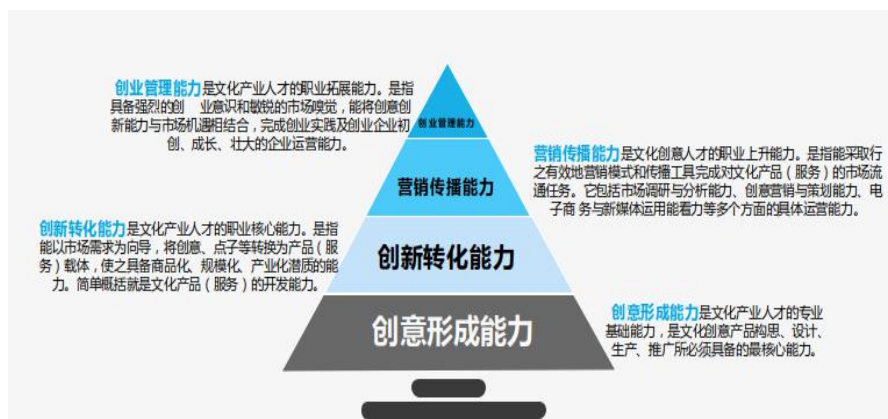 创业管理能力是文化产业人才的职业拓展能力。是指
具备强烈的创 业意识和敏锐的市场嗅觉，能将创意创
新能力与市场机遇相结合，完成创业实践及创业企业初
创、成长、壮大的企业运营能力。
创业管理能力
营销传播能力是文化创意人才的职业上升能力。是指能采取行
之有效地营销模式和传播工具完成对文化产品（服务）的市场流
通任务。它包括市场调研与分析能力、创意营销与策划能力、电
子商 务与新媒体运用能看力等多个方面的具体运营能力。
营销传播能力
创新转化能力是文化产业人才的职业核心能力。是指
能以市场需求为向导，将创意、点子等转换为产品（服
务）载体，使之具备商品化、规模化、产业化潜质的能
力。简单概括就是文化产品（服务）的开发能力。
创新转化能力
创意形成能力是文化产业人才的专业
基础能力，是文化创意产品构思、设计、
生产、推广所必须具备的最核心能力。
创意形成能力